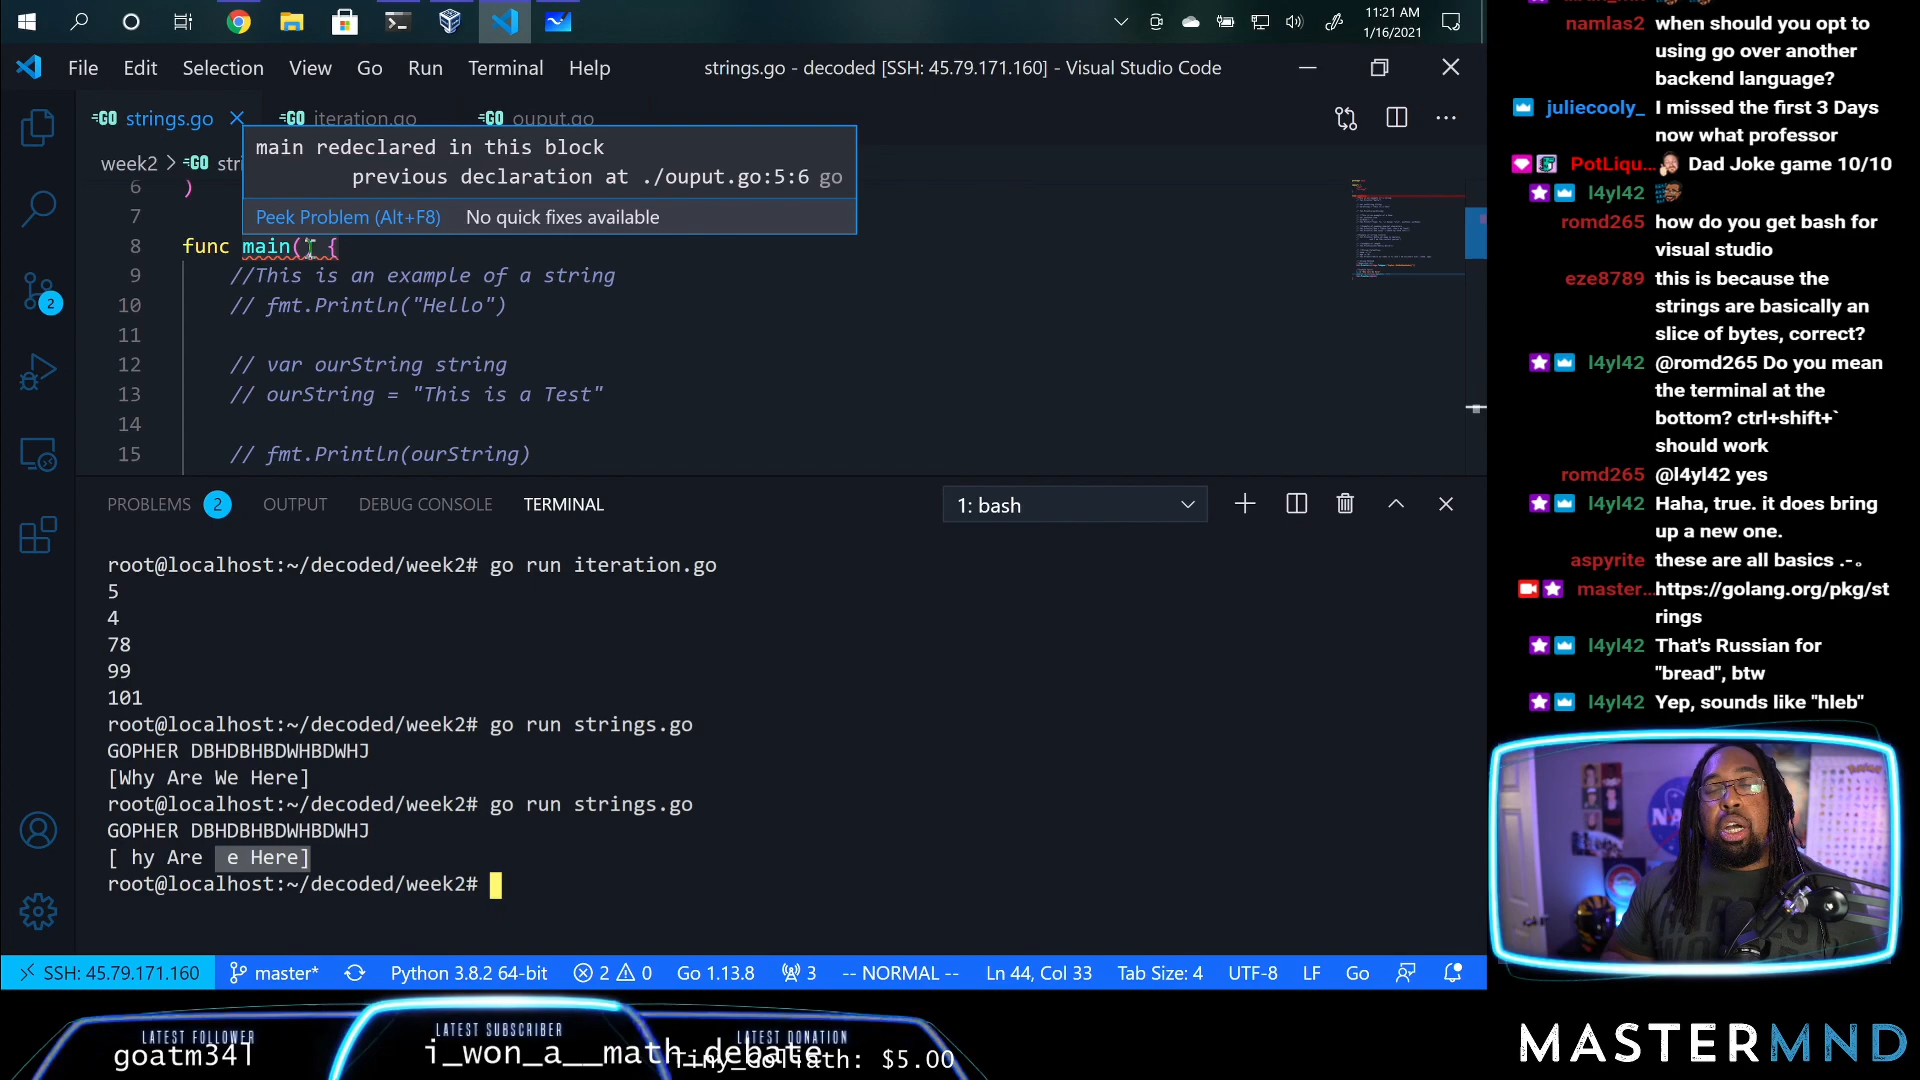 11:21 AM
1/16/2021
File Edit Selection View Go Run Terminal Help
strings.go - decoded [SSH: 45.79.171.160] - Visual Studio Code
GO strings.go
GO iteration.go
GO ouput.go
week2 > GO str
main redeclared in this block
previous declaration at ./ouput.go:5:6 go
Peek Problem (Alt+F8) No quick fixes available
6 )
7
8 func main() {
9 //This is an example of a string
10 // fmt.Println("Hello")
11
12 // var ourString string
13 // ourString = "This is a Test"
14
15 // fmt.Println(ourString)
2
PROBLEMS 2 OUTPUT DEBUG CONSOLE TERMINAL
1: bash
root@localhost:~/decoded/week2# go run iteration.go
5
4
78
99
101
root@localhost:~/decoded/week2# go run strings.go
GOPHER DBHDBHBDWHBDWHJ
[Why Are We Here]
root@localhost:~/decoded/week2# go run strings.go
GOPHER DBHDBHBDWHBDWHJ
[ hy Are  e Here]
root@localhost:~/decoded/week2#
SSH: 45.79.171.160 master* Python 3.8.2 64-bit 2 0 Go 1.13.8 3 -- NORMAL -- Ln 44, Col 33 Tab Size: 4 UTF-8 LF Go
namlas2 when should you opt to
using go over another
backend language?
juliecooly_ I missed the first 3 Days
now what professor
PotLiqu... Dad Joke game 10/10
l4yl42
romd265 how do you get bash for
visual studio
eze8789 this is because the
strings are basically an
slice of bytes, correct?
l4yl42 @romd265 Do you mean
the terminal at the
bottom? ctrl+shift+`
should work
romd265 @l4yl42 yes
l4yl42 Haha, true. it does bring
up a new one.
aspyrite these are all basics .-。
master... https://golang.org/pkg/st
rings
l4yl42 That's Russian for
"bread", btw
l4yl42 Yep, sounds like "hleb"
LATEST FOLLOWER
goatm341
LATEST SUBSCRIBER
i_won_a__math_debate
LATEST DONATION
Tiny_Goliath: $5.00
MASTERMND